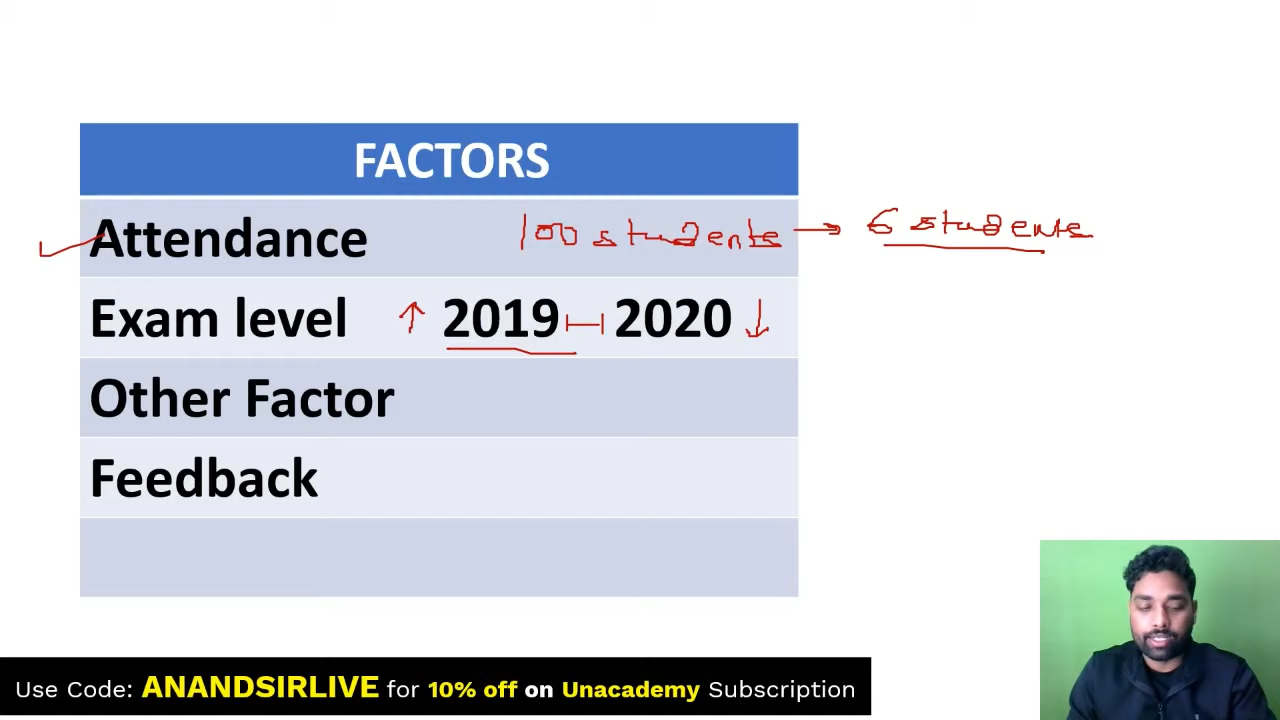 FACTORS
Attendance 100 students → 6 students
Exam level ↑ 2019 - 2020 ↓
Other Factor
Feedback
Use Code: ANANDSIRLIVE for 10% off on Unacademy Subscription